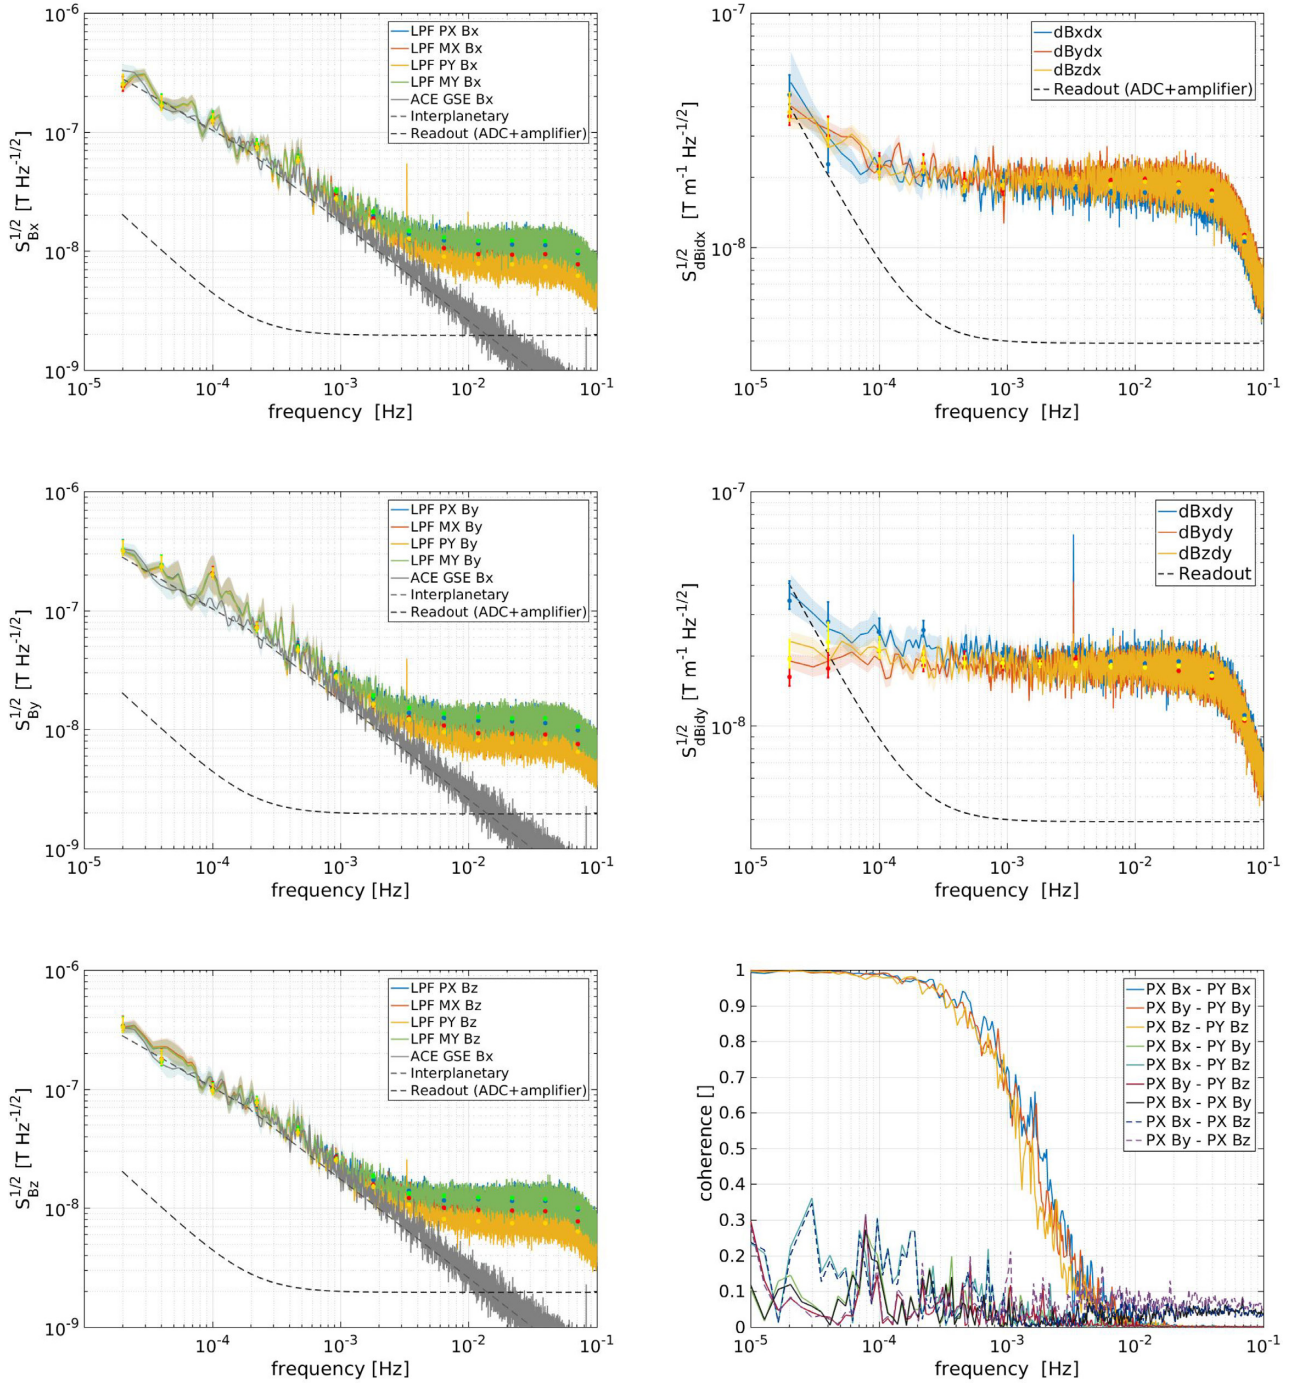 10^-6
10^-7
10^-8
10^-9
S_Bx^1/2 [T Hz^-1/2]
LPF PX Bx
LPF MX Bx
LPF PY Bx
LPF MY Bx
ACE GSE Bx
Interplanetary
Readout (ADC+amplifier)
10^-5 10^-4 10^-3 10^-2 10^-1
frequency [Hz]
10^-7
10^-8
S_dBidx^1/2 [T m^-1 Hz^-1/2]
dBxdx
dBydx
dBzdx
Readout (ADC+amplifier)
10^-5 10^-4 10^-3 10^-2 10^-1
frequency [Hz]
10^-6
10^-7
10^-8
10^-9
S_By^1/2 [T Hz^-1/2]
LPF PX By
LPF MX By
LPF PY By
LPF MY By
ACE GSE Bx
Interplanetary
Readout (ADC+amplifier)
10^-5 10^-4 10^-3 10^-2 10^-1
frequency [Hz]
10^-7
10^-8
S_dBidy^1/2 [T m^-1 Hz^-1/2]
dBxdy
dBydy
dBzdy
Readout
10^-5 10^-4 10^-3 10^-2 10^-1
frequency [Hz]
10^-6
10^-7
10^-8
10^-9
S_Bz^1/2 [T Hz^-1/2]
LPF PX Bz
LPF MX Bz
LPF PY Bz
LPF MY Bz
ACE GSE Bx
Interplanetary
Readout (ADC+amplifier)
10^-5 10^-4 10^-3 10^-2 10^-1
frequency [Hz]
1
0.9
0.8
0.7
0.6
0.5
0.4
0.3
0.2
0.1
0
coherence []
PX Bx - PY Bx
PX By - PY By
PX Bz - PY Bz
PX Bx - PY By
PX Bx - PY Bz
PX By - PY Bz
PX Bx - PX By
PX Bx - PX Bz
PX By - PX Bz
10^-5 10^-4 10^-3 10^-2 10^-1
frequency [Hz]